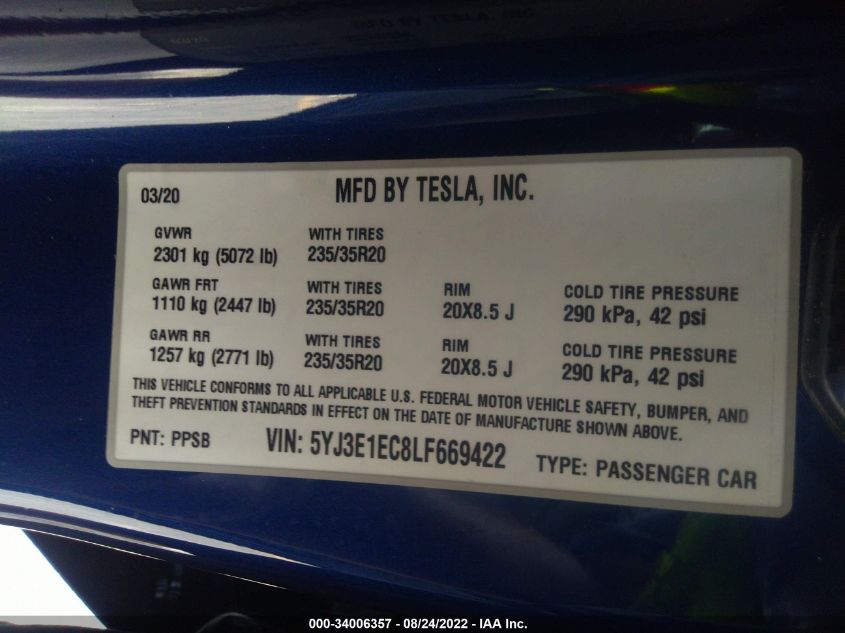 03/20 MFD BY TESLA, INC.
GVWR WITH TIRES
2301 kg (5072 lb) 235/35R20
GAWR FRT WITH TIRES RIM COLD TIRE PRESSURE
1110 kg (2447 lb) 235/35R20 20X8.5 J 290 kPa, 42 psi
GAWR RR WITH TIRES RIM COLD TIRE PRESSURE
1257 kg (2771 lb) 235/35R20 20X8.5 J 290 kPa, 42 psi
THIS VEHICLE CONFORMS TO ALL APPLICABLE U.S. FEDERAL MOTOR VEHICLE SAFETY, BUMPER, AND
THEFT PREVENTION STANDARDS IN EFFECT ON THE DATE OF MANUFACTURE SHOWN ABOVE.
PNT: PPSB VIN: 5YJ3E1EC8LF669422 TYPE: PASSENGER CAR
000-34006357 - 08/24/2022 - IAA Inc.